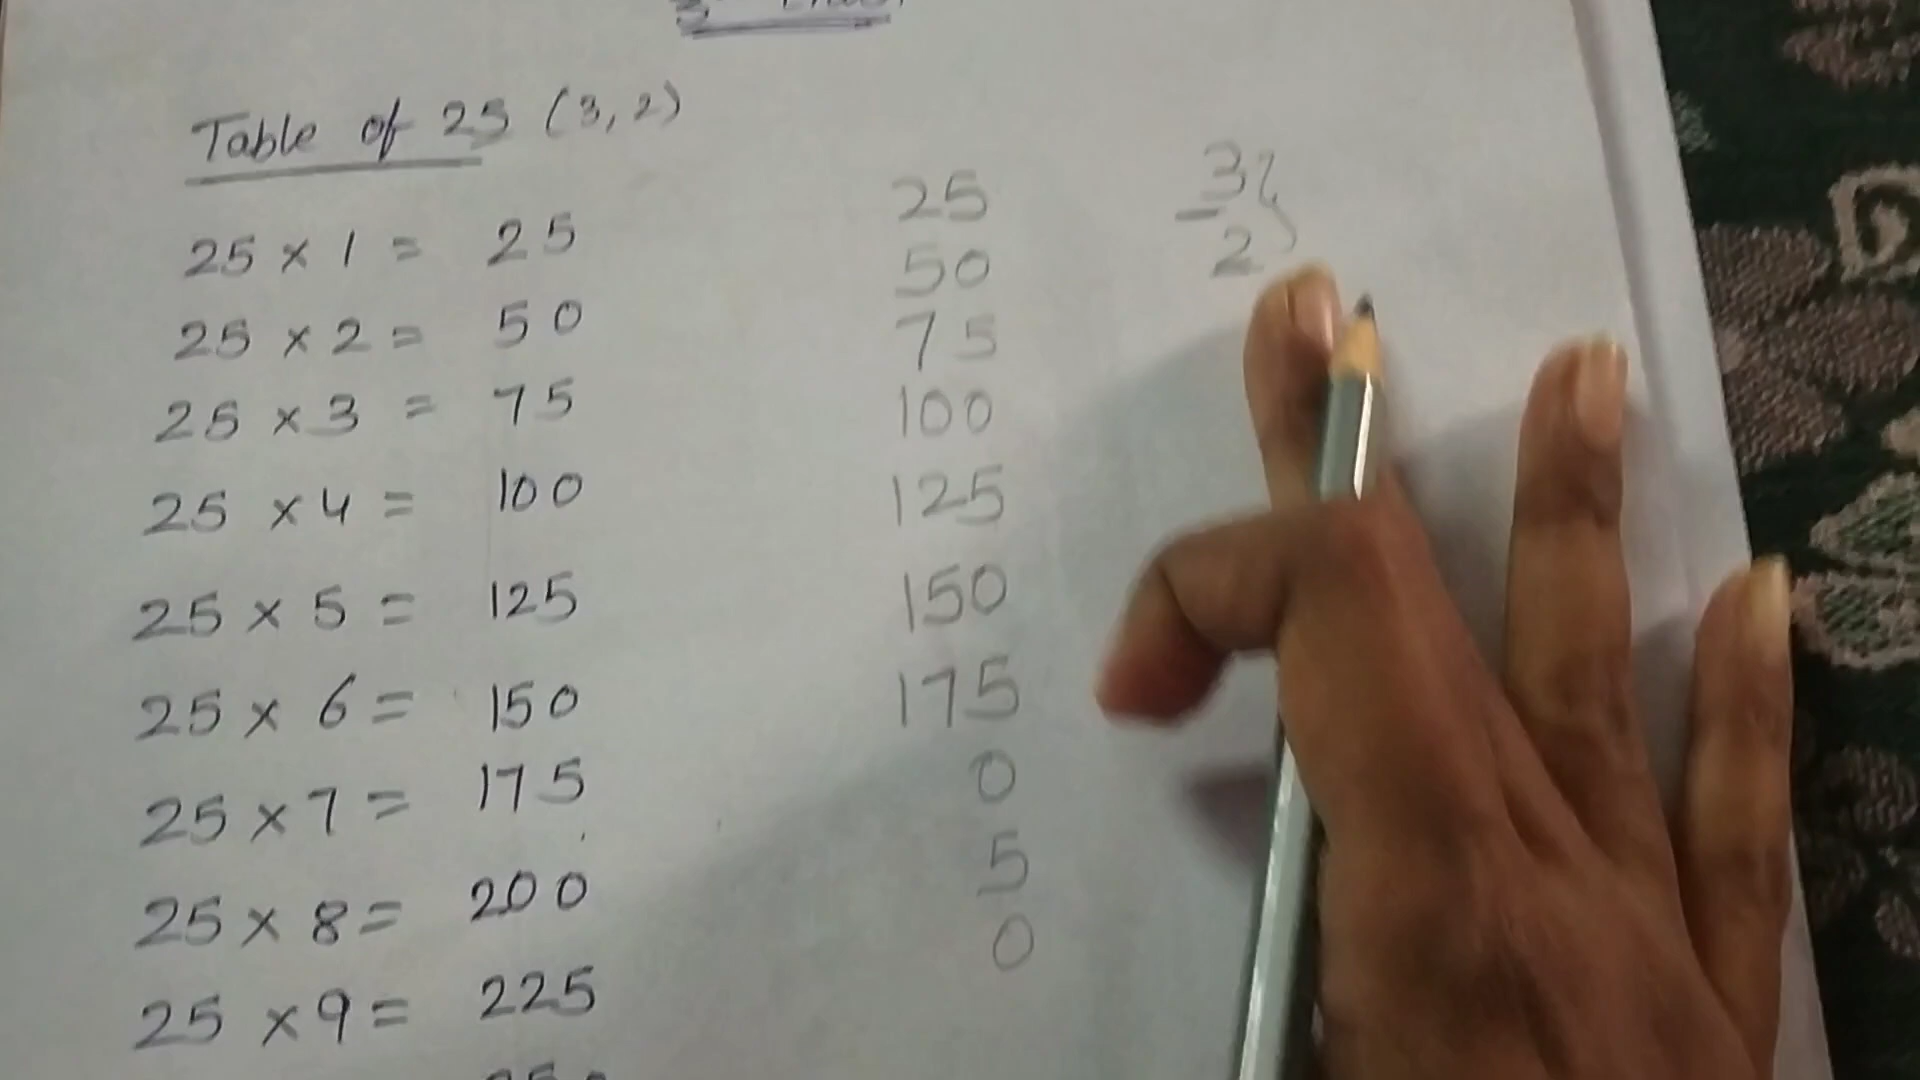 Table of 25 (3,2)
25 x 1 = 25
25 x 2 = 50
25 x 3 = 75
25 x 4 = 100
25 x 5 = 125
25 x 6 = 150
25 x 7 = 175
25 x 8 = 200
25 x 9 = 225
25
50
75
100
125
150
175
0
5
0
3
- 2